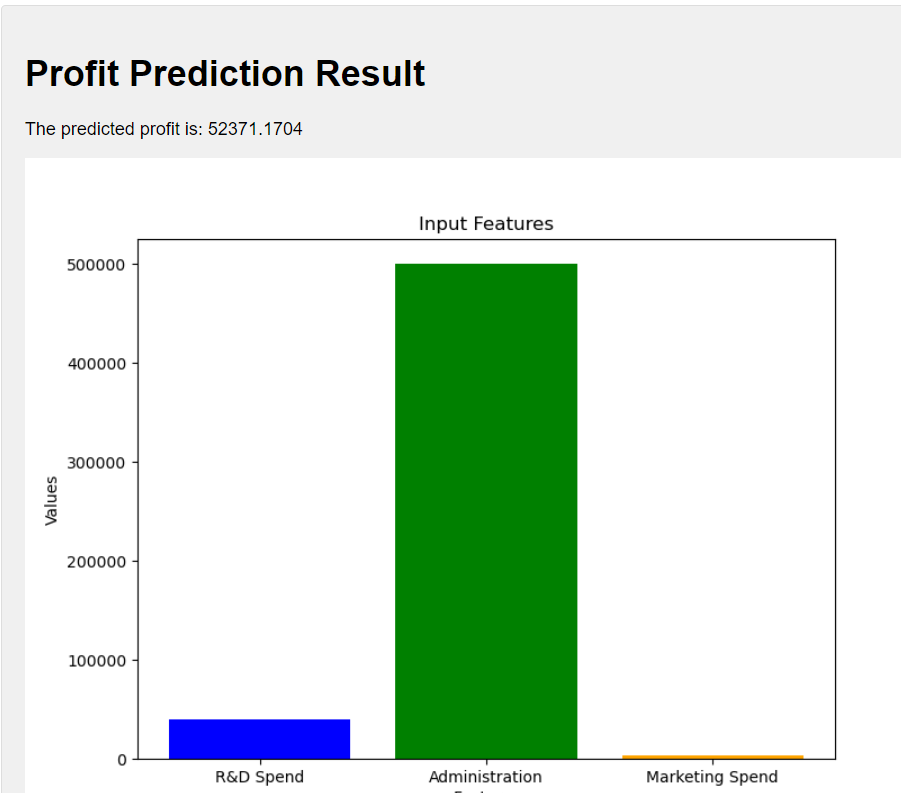 Profit Prediction Result
The predicted profit is: 52371.1704
Input Features
500000
400000
300000
200000
100000
0
Values
R&D Spend
Administration
Marketing Spend